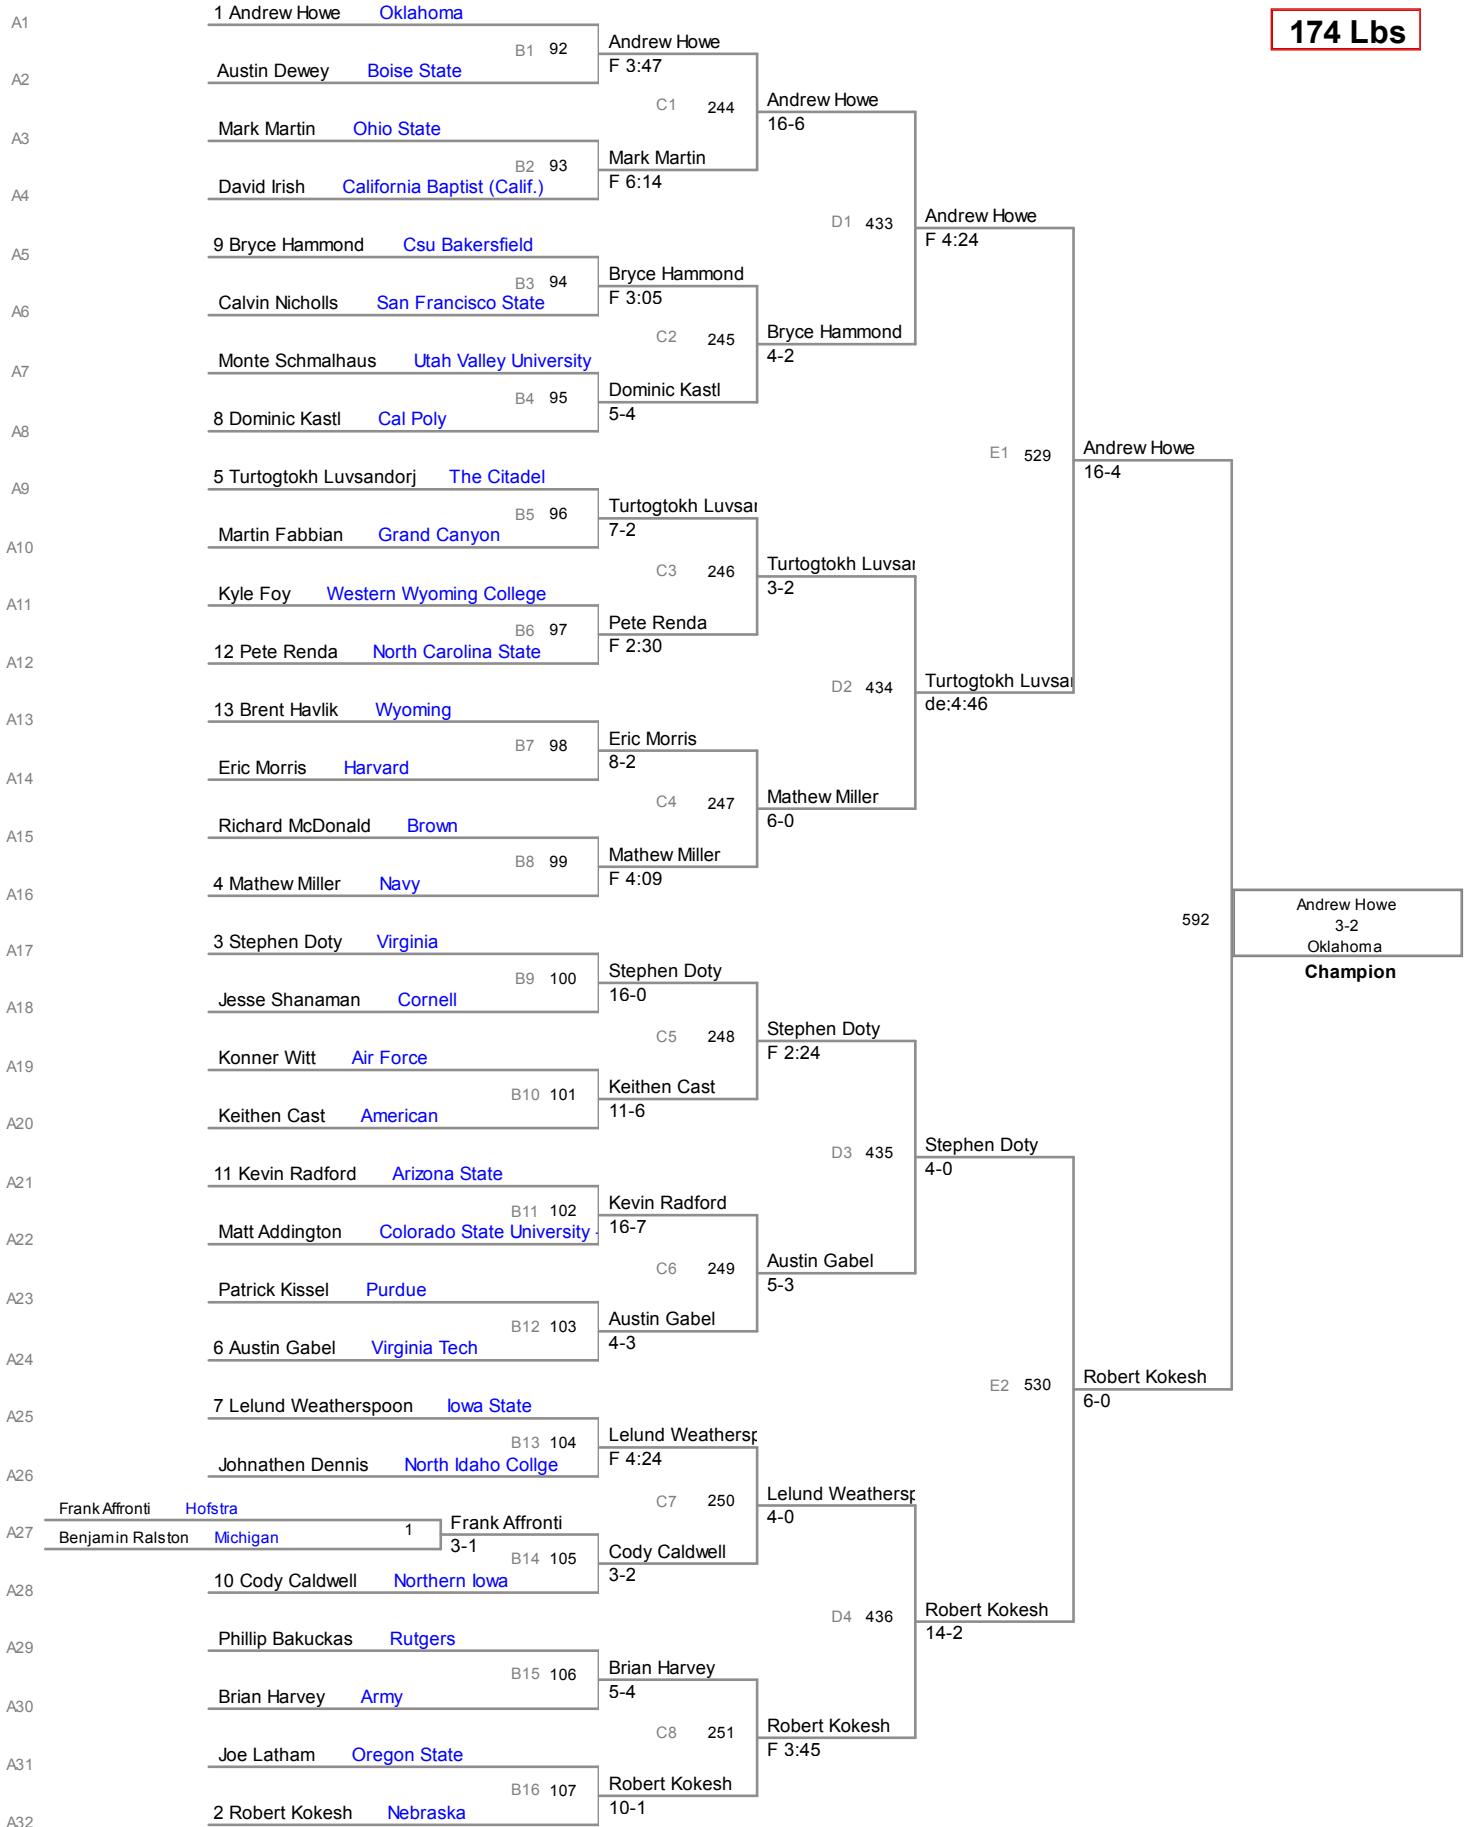 174 Lbs
A1
1 Andrew Howe Oklahoma
B1 92
Andrew Howe
F 3:47
A2
Austin Dewey Boise State
C1 244
Andrew Howe
16-6
A3
Mark Martin Ohio State
B2 93
Mark Martin
F 6:14
A4
David Irish California Baptist (Calif.)
D1 433
Andrew Howe
F 4:24
A5
9 Bryce Hammond Csu Bakersfield
B3 94
Bryce Hammond
F 3:05
A6
Calvin Nicholls San Francisco State
C2 245
Bryce Hammond
4-2
A7
Monte Schmalhaus Utah Valley University
B4 95
Dominic Kastl
5-4
A8
8 Dominic Kastl Cal Poly
E1 529
Andrew Howe
16-4
A9
5 Turtogtokh Luvsandorj The Citadel
B5 96
Turtogtokh Luvsar
7-2
A10
Martin Fabbian Grand Canyon
C3 246
Turtogtokh Luvsar
3-2
A11
Kyle Foy Western Wyoming College
B6 97
Pete Renda
F 2:30
A12
12 Pete Renda North Carolina State
D2 434
Turtogtokh Luvsar
de:4:46
A13
13 Brent Havlik Wyoming
B7 98
Eric Morris
8-2
A14
Eric Morris Harvard
C4 247
Mathew Miller
6-0
A15
Richard McDonald Brown
B8 99
Mathew Miller
F 4:09
A16
4 Mathew Miller Navy
592
Andrew Howe
3-2
Oklahoma
Champion
A17
3 Stephen Doty Virginia
B9 100
Stephen Doty
16-0
A18
Jesse Shanaman Cornell
C5 248
Stephen Doty
F 2:24
A19
Konner Witt Air Force
B10 101
Keithen Cast
11-6
A20
Keithen Cast American
D3 435
Stephen Doty
4-0
A21
11 Kevin Radford Arizona State
B11 102
Kevin Radford
16-7
A22
Matt Addington Colorado State University -
C6 249
Austin Gabel
5-3
A23
Patrick Kissel Purdue
B12 103
Austin Gabel
4-3
A24
6 Austin Gabel Virginia Tech
E2 530
Robert Kokesh
6-0
A25
7 Lelund Weatherspoon Iowa State
B13 104
Lelund Weathersp
F 4:24
A26
Johnathen Dennis North Idaho Collge
C7 250
Lelund Weathersp
4-0
Frank Affronti Hofstra
A27
1
Benjamin Ralston Michigan
Frank Affronti
3-1
B14 105
Cody Caldwell
3-2
A28
10 Cody Caldwell Northern Iowa
D4 436
Robert Kokesh
14-2
A29
Phillip Bakuckas Rutgers
B15 106
Brian Harvey
5-4
A30
Brian Harvey Army
C8 251
Robert Kokesh
F 3:45
A31
Joe Latham Oregon State
B16 107
Robert Kokesh
10-1
A32
2 Robert Kokesh Nebraska